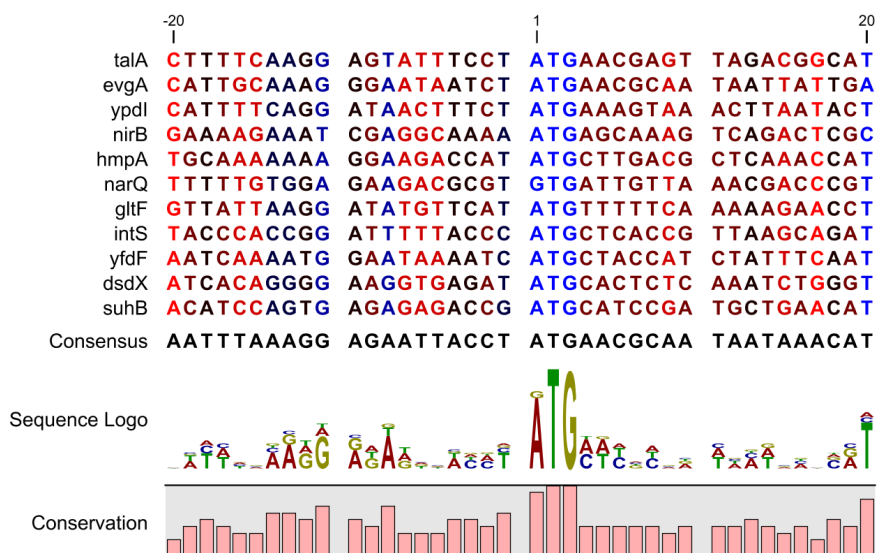 -20 1 20
talA CTTTTCAAGG AGTATTTCCT ATGAACGAGT TAGACGGCAT
evgA CATTGCAAAG GGAATAATCT ATGAACGCAA TAATTATTGA
ypdI CATTTTCAGG ATAACTTTCT ATGAAAGTAA ACTTAATACT
nirB GAAAAGAAAT CGAGGCAAAA ATGAGCAAAG TCAGACTCGC
hmpA TGCAAAAAAA GGAAGACCAT ATGCTTGACG CTCAAACCAT
narQ TTTTTGTGGA GAAGACGCGT GTGATTGTTA AACGACCCGT
gltF GTTATTAAGG ATATGTTCAT ATGTTTTTCA AAAAGAACCT
intS TACCCACCGG ATTTTTACCC ATGCTCACCG TTAAGCAGAT
yfdF AATCAAAATG GAATAAAATC ATGCTACCAT CTATTTCAAT
dsdX ATCACAGGGG AAGGTGAGAT ATGCACTCTC AAATCTGGGT
suhB ACATCCAGTG AGAGAGACCG ATGCATCCGA TGCTGAACAT
Consensus AATTTAAAGG AGAATTACCT ATGAACGCAA TAATAAACAT
Sequence Logo
Conservation